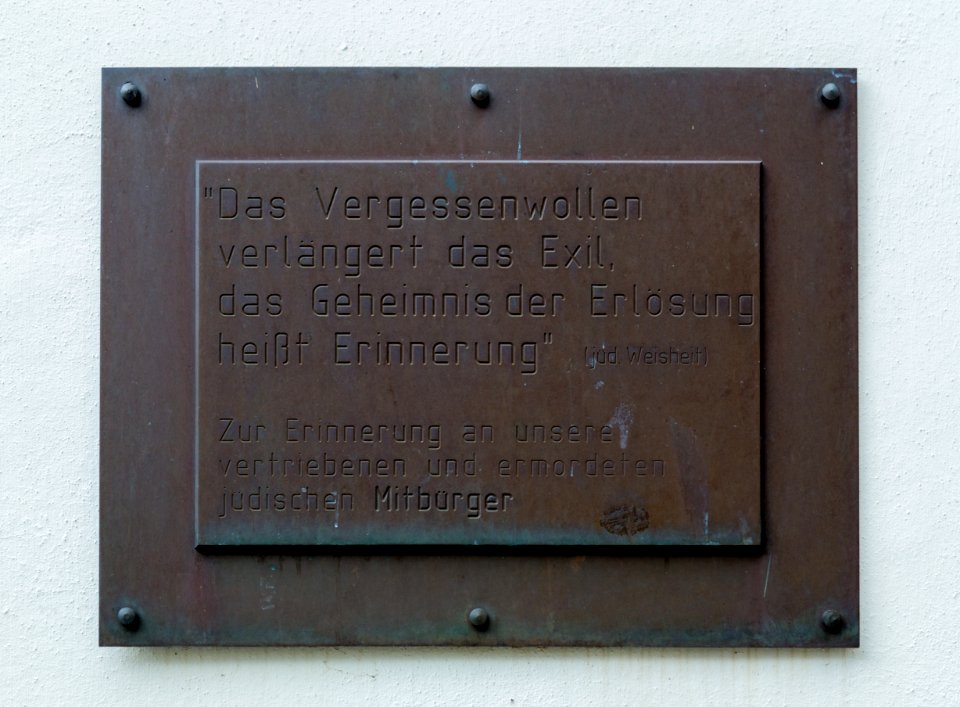 "Das Vergessenwollen
verlängert das Exil,
das Geheimnis der Erlösung
heißt Erinnerung" (jüd. Weisheit)
Zur Erinnerung an unsere
vertriebenen und ermordeten
jüdischen Mitbürger